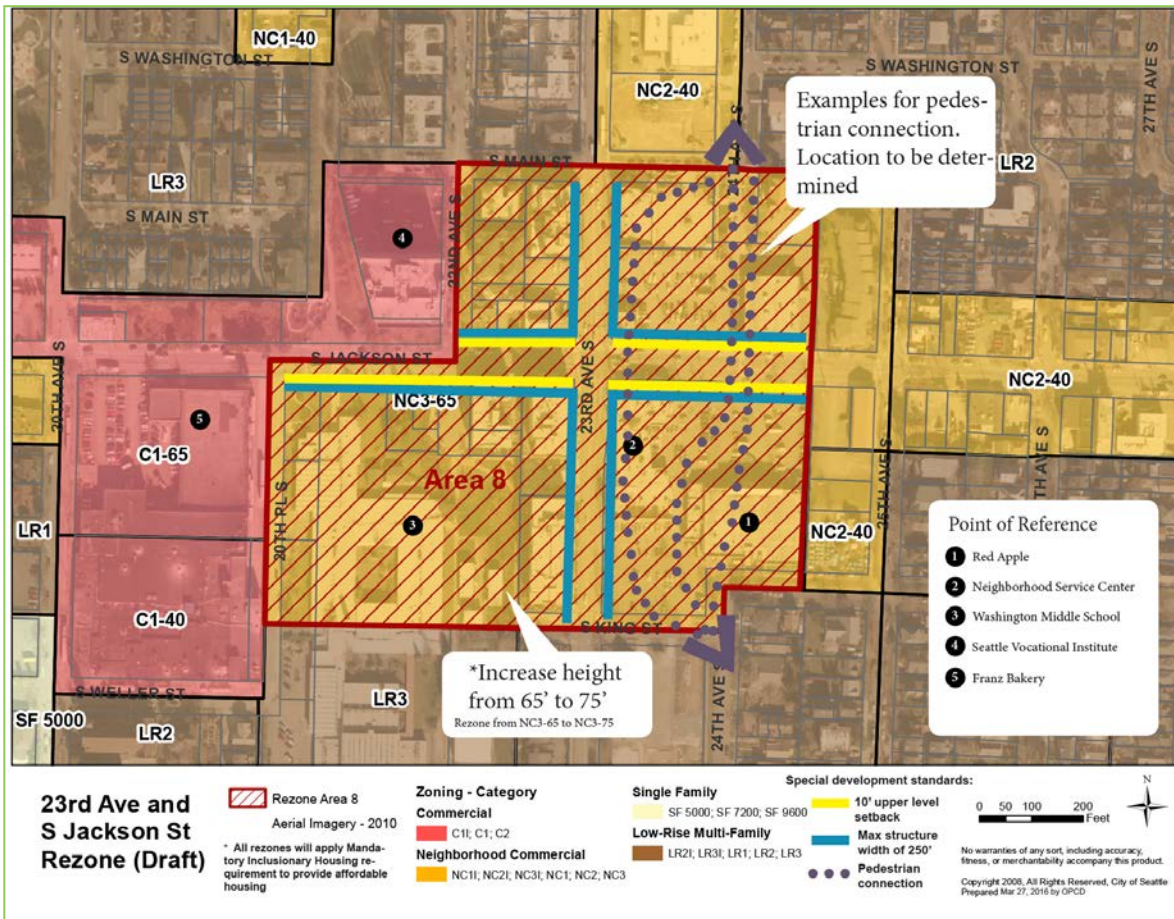 NC1-40
S WASHINGTON ST
S WASHINGTON ST
27TH AVE S
NC2-40
Examples for pedes-
trian connection.
Location to be deter-
mined
LR3
S MAIN ST
LR2
S MAIN ST
22ND AVE S
4
S JACKSON ST
23RD AVE S
20TH AVE S
NC3-65
NC2-40
5
C1-65
2
Area 8
3
1
20TH PL S
25TH AVE S
LR1
NC2-40
C1-40
S KING ST
S WELLER ST
SF 5000
LR2
LR3
24TH AVE S
*Increase height
from 65’ to 75’
Rezone from NC3-65 to NC3-75
Point of Reference
1 Red Apple
2 Neighborhood Service Center
3 Washington Middle School
4 Seattle Vocational Institute
5 Franz Bakery
23rd Ave and
S Jackson St
Rezone (Draft)
Rezone Area 8
Aerial Imagery - 2010
* All rezones will apply Manda-
tory Inclusionary Housing re-
quirement to provide affordable
housing
Zoning - Category
Commercial
C1I; C1; C2
Neighborhood Commercial
NC1I; NC2I; NC3I; NC1; NC2; NC3
Single Family
SF 5000; SF 7200; SF 9600
Low-Rise Multi-Family
LR2I; LR3I; LR1; LR2; LR3
Special development standards:
10' upper level
setback
Max structure
width of 250'
Pedestrian
connection
N
0 50 100 200
Feet
No warranties of any sort, including accuracy,
fitness, or merchantability accompany this product.
Copyright 2008, All Rights Reserved, City of Seattle
Prepared Mar 27, 2016 by OPCD